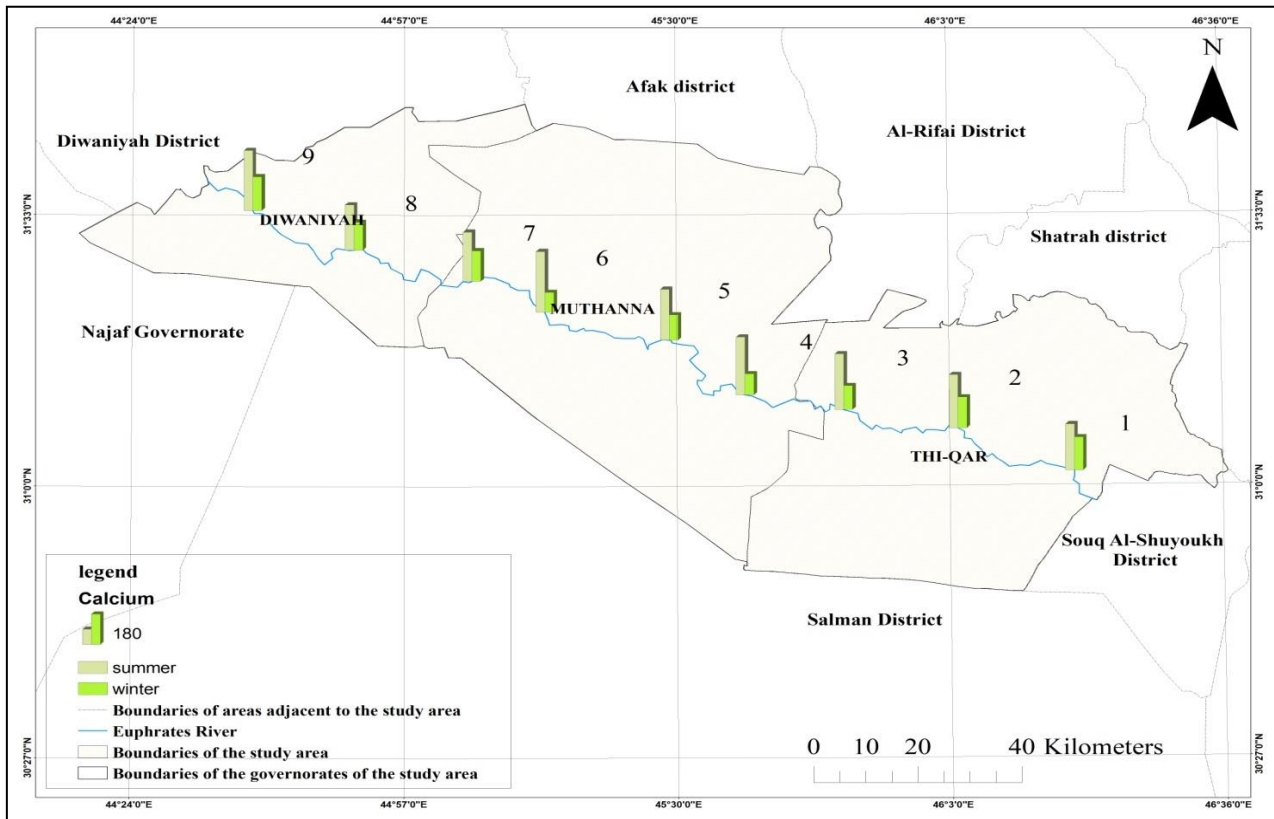 44°24'0"E 44°57'0"E 45°30'0"E 46°3'0"E 46°36'0"E
N
Afak district
Al-Rifai District
Diwaniyah District
9
8
DIWANIYAH
31°33'0"N
31°33'0"N
7
6
Shatrah district
5
MUTHANNA
Najaf Governorate
4
3
2
1
THI-QAR
31°0'0"N
31°0'0"N
Souq Al-Shuyoukh
District
Salman District
legend
Calcium
180
summer
winter
Boundaries of areas adjacent to the study area
Euphrates River
Boundaries of the study area
Boundaries of the governorates of the study area
0 10 20 40 Kilometers
30°27'0"N
30°27'0"N
44°24'0"E 44°57'0"E 45°30'0"E 46°3'0"E 46°36'0"E